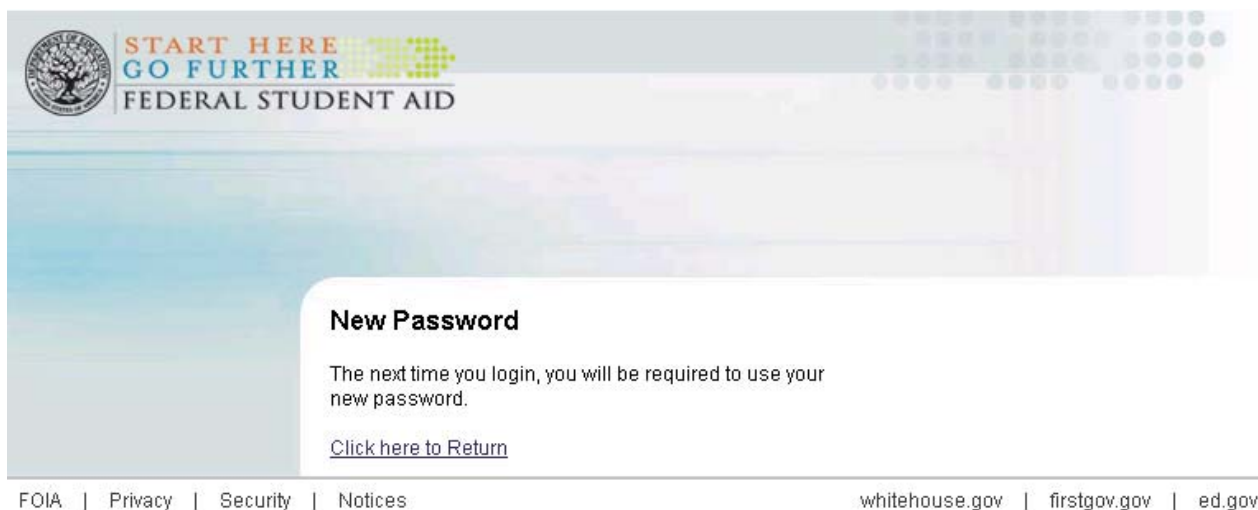 START HERE
GO FURTHER
FEDERAL STUDENT AID
New Password
The next time you login, you will be required to use your
new password.
Click here to Return
FOIA | Privacy | Security | Notices
whitehouse.gov | firstgov.gov | ed.gov